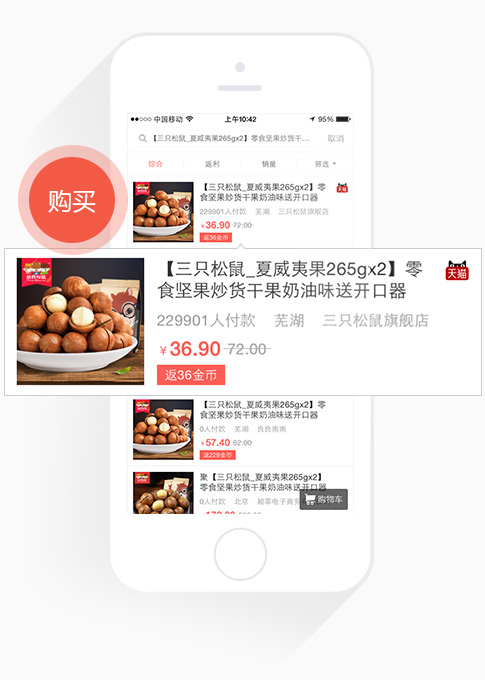 中国移动
上午10:42
95%
【三只松鼠_夏威夷果265gx2】零食坚果炒货干…
取消
综合
返利
销量
筛选
【三只松鼠_夏威夷果265gx2】零
食坚果炒货干果奶油味送开口器
天猫
229901人付款 芜湖 三只松鼠旗舰店
¥36.90 72.00
返36金币
购买
【三只松鼠_夏威夷果265gx2】零
食坚果炒货干果奶油味送开口器
天猫
229901人付款 芜湖 三只松鼠旗舰店
¥36.90 72.00
返36金币
【三只松鼠_夏威夷果265gx2】零
食坚果炒货干果奶油味送开口器
0人付款 芜湖 良良南南
¥57.40 82.00
返229金币
聚【三只松鼠_夏威夷果265gx2】
零食坚果炒货干果奶油味送开口器
0人付款 北京 颖萃电子商务
购物车